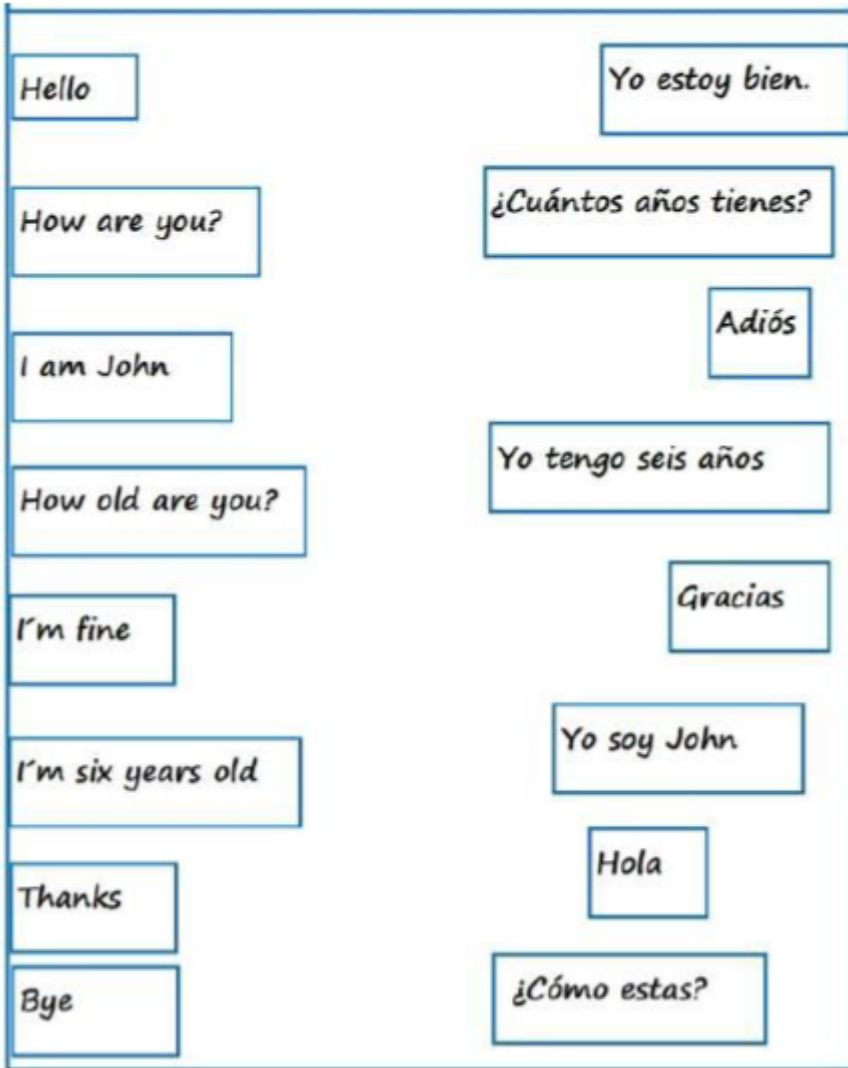 Hello
Yo estoy bien.
How are you?
¿Cuántos años tienes?
I am John
Adiós
How old are you?
Yo tengo seis años
I´m fine
Gracias
I´m six years old
Yo soy John
Thanks
Hola
Bye
¿Cómo estas?